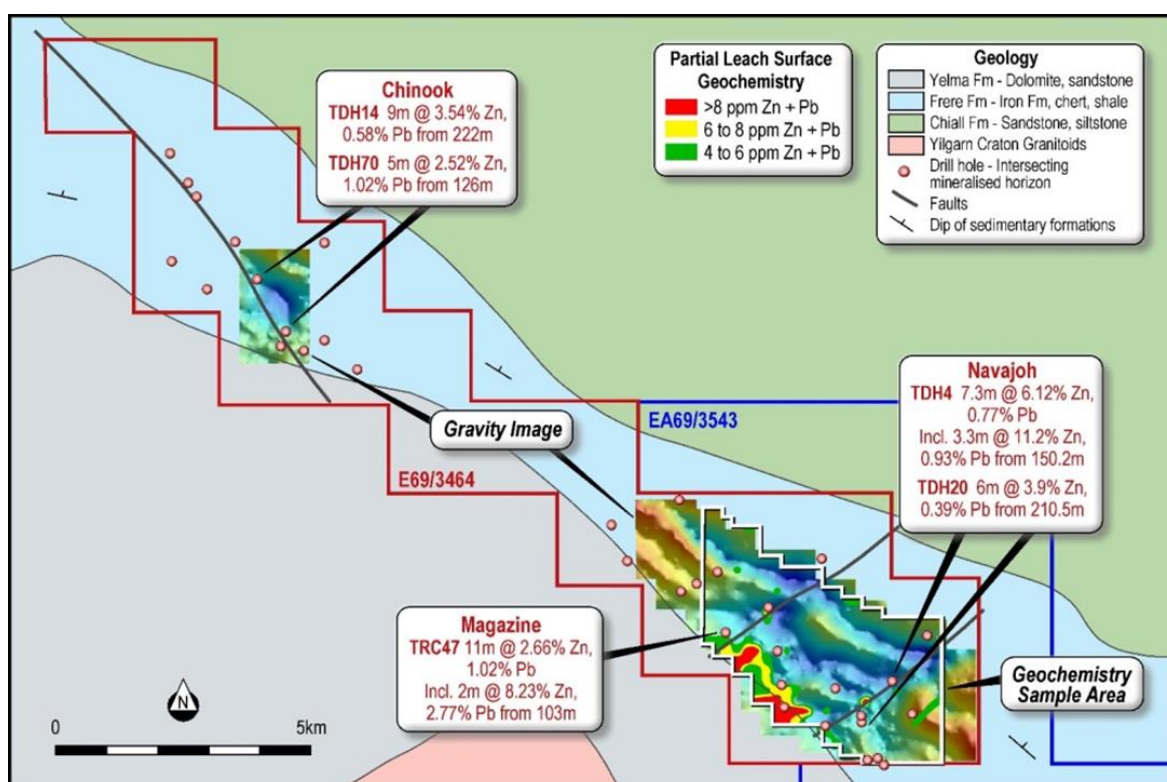 Chinook
TDH14 9m @ 3.54% Zn,
0.58% Pb from 222m
TDH70 5m @ 2.52% Zn,
1.02% Pb from 126m
Partial Leach Surface
Geochemistry
>8 ppm Zn + Pb
6 to 8 ppm Zn + Pb
4 to 6 ppm Zn + Pb
Geology
Yelma Fm - Dolomite, sandstone
Frere Fm - Iron Fm, chert, shale
Chiall Fm - Sandstone, siltstone
Yilgarn Craton Granitoids
Drill hole - Intersecting
mineralised horizon
Faults
Dip of sedimentary formations
Gravity Image
EA69/3543
E69/3464
Navajoh
TDH4 7.3m @ 6.12% Zn,
0.77% Pb
Incl. 3.3m @ 11.2% Zn,
0.93% Pb from 150.2m
TDH20 6m @ 3.9% Zn,
0.39% Pb from 210.5m
Magazine
TRC47 11m @ 2.66% Zn,
1.02% Pb
Incl. 2m @ 8.23% Zn,
2.77% Pb from 103m
Geochemistry
Sample Area
N
0 5km